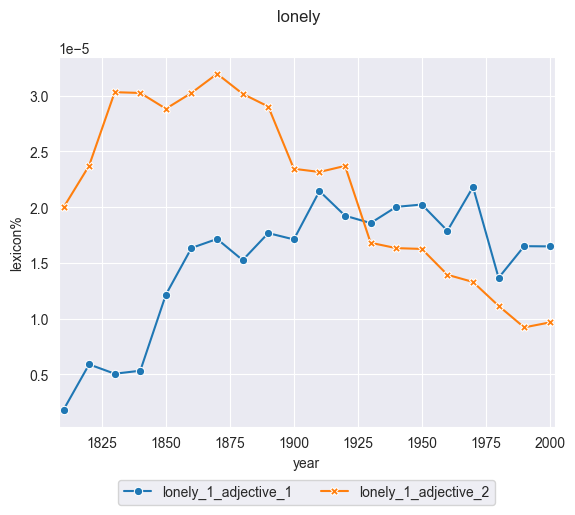 lonely
1e−5
3.0
2.5
2.0
1.5
1.0
0.5
lexicon%
1825 1850 1875 1900 1925 1950 1975 2000
year
lonely_1_adjective_1 lonely_1_adjective_2